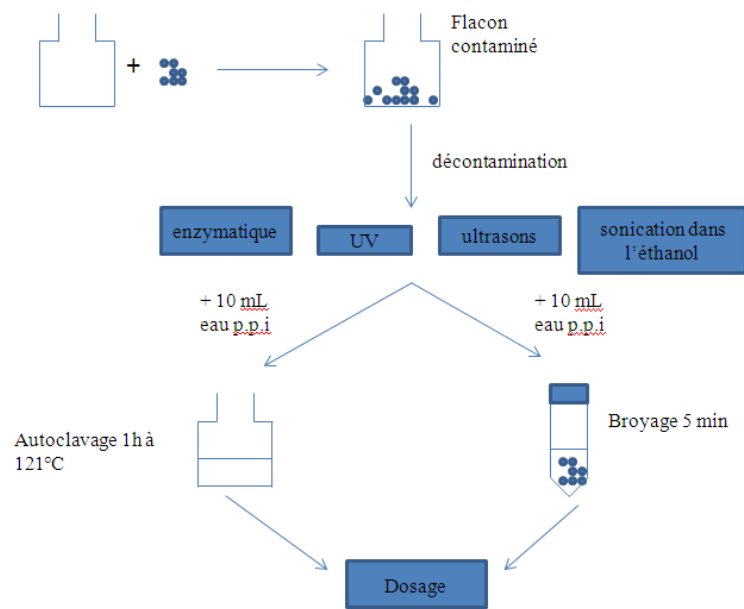 +
Flacon
contaminé
décontamination
enzymatique
UV
ultrasons
sonication dans
l'éthanol
+ 10 mL
eau p.p.i
+ 10 mL
eau p.p.i
Autoclavage 1h à
121°C
Broyage 5 min
Dosage